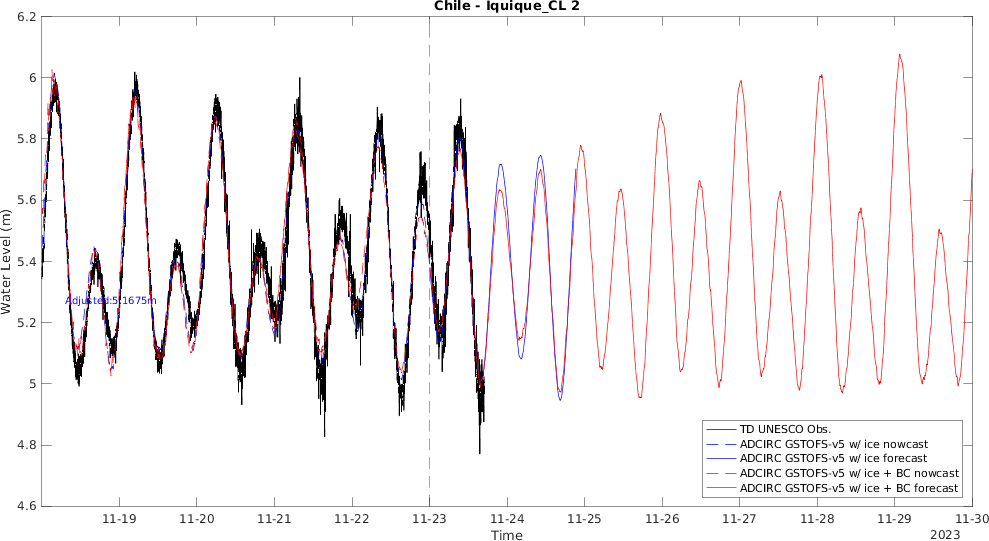 Chile - Iquique_CL 2
Water Level (m)
6.2
6
5.8
5.6
5.4
5.2
5
4.8
4.6
Adjusted:5.1675m
TD UNESCO Obs.
ADCIRC GSTOFS-v5 w/ ice nowcast
ADCIRC GSTOFS-v5 w/ ice forecast
ADCIRC GSTOFS-v5 w/ ice + BC nowcast
ADCIRC GSTOFS-v5 w/ ice + BC forecast
11-19 11-20 11-21 11-22 11-23 11-24 11-25 11-26 11-27 11-28 11-29 11-30
Time
2023